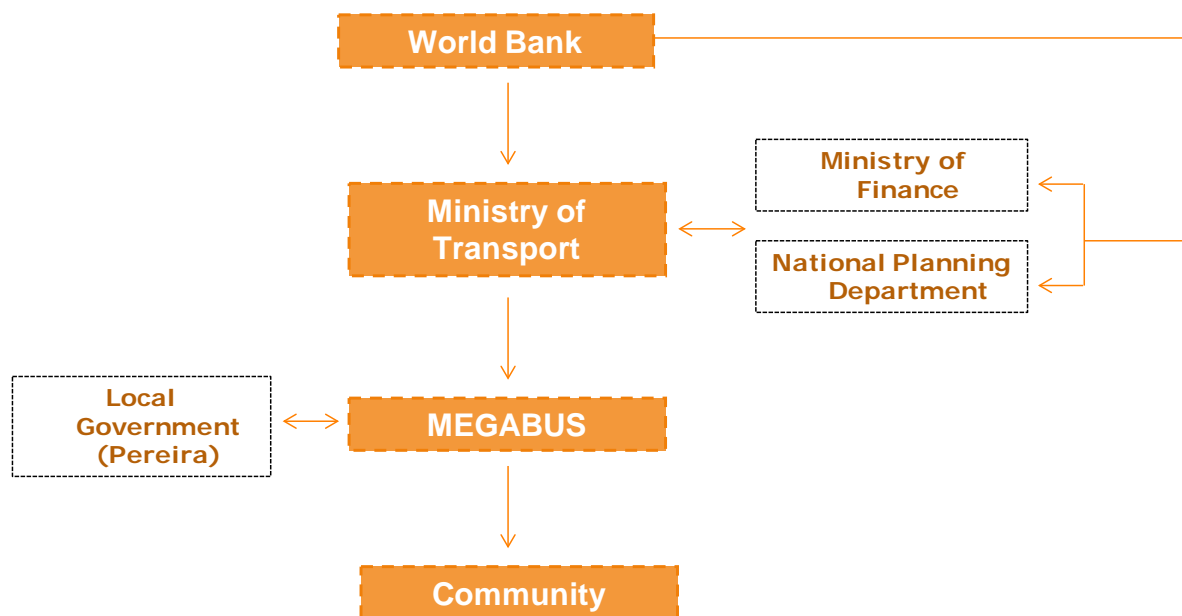 World Bank
Ministry of
Finance
Ministry of
Transport
National Planning
Department
Local
Government
(Pereira)
MEGABUS
Community